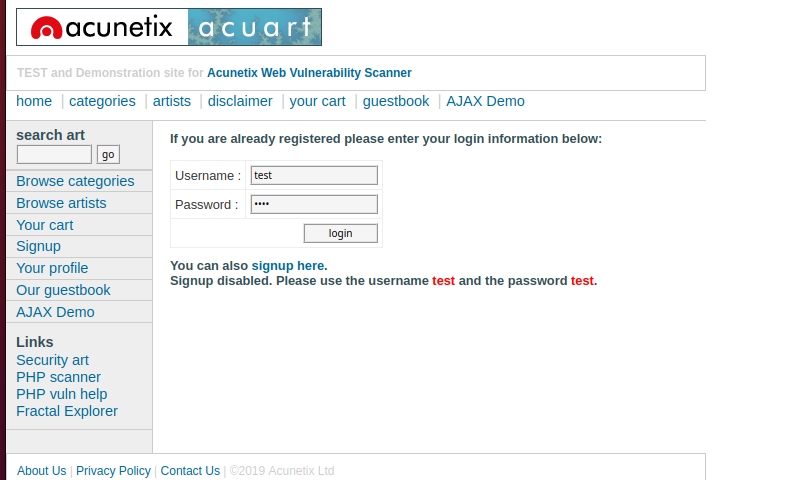 acunetix acuart
TEST and Demonstration site for Acunetix Web Vulnerability Scanner
home | categories | artists | disclaimer | your cart | guestbook | AJAX Demo
search art
go
Browse categories
Browse artists
Your cart
Signup
Your profile
Our guestbook
AJAX Demo
Links
Security art
PHP scanner
PHP vuln help
Fractal Explorer
If you are already registered please enter your login information below:
Username : test
Password : ••••
login
You can also signup here.
Signup disabled. Please use the username test and the password test.
About Us | Privacy Policy | Contact Us | ©2019 Acunetix Ltd